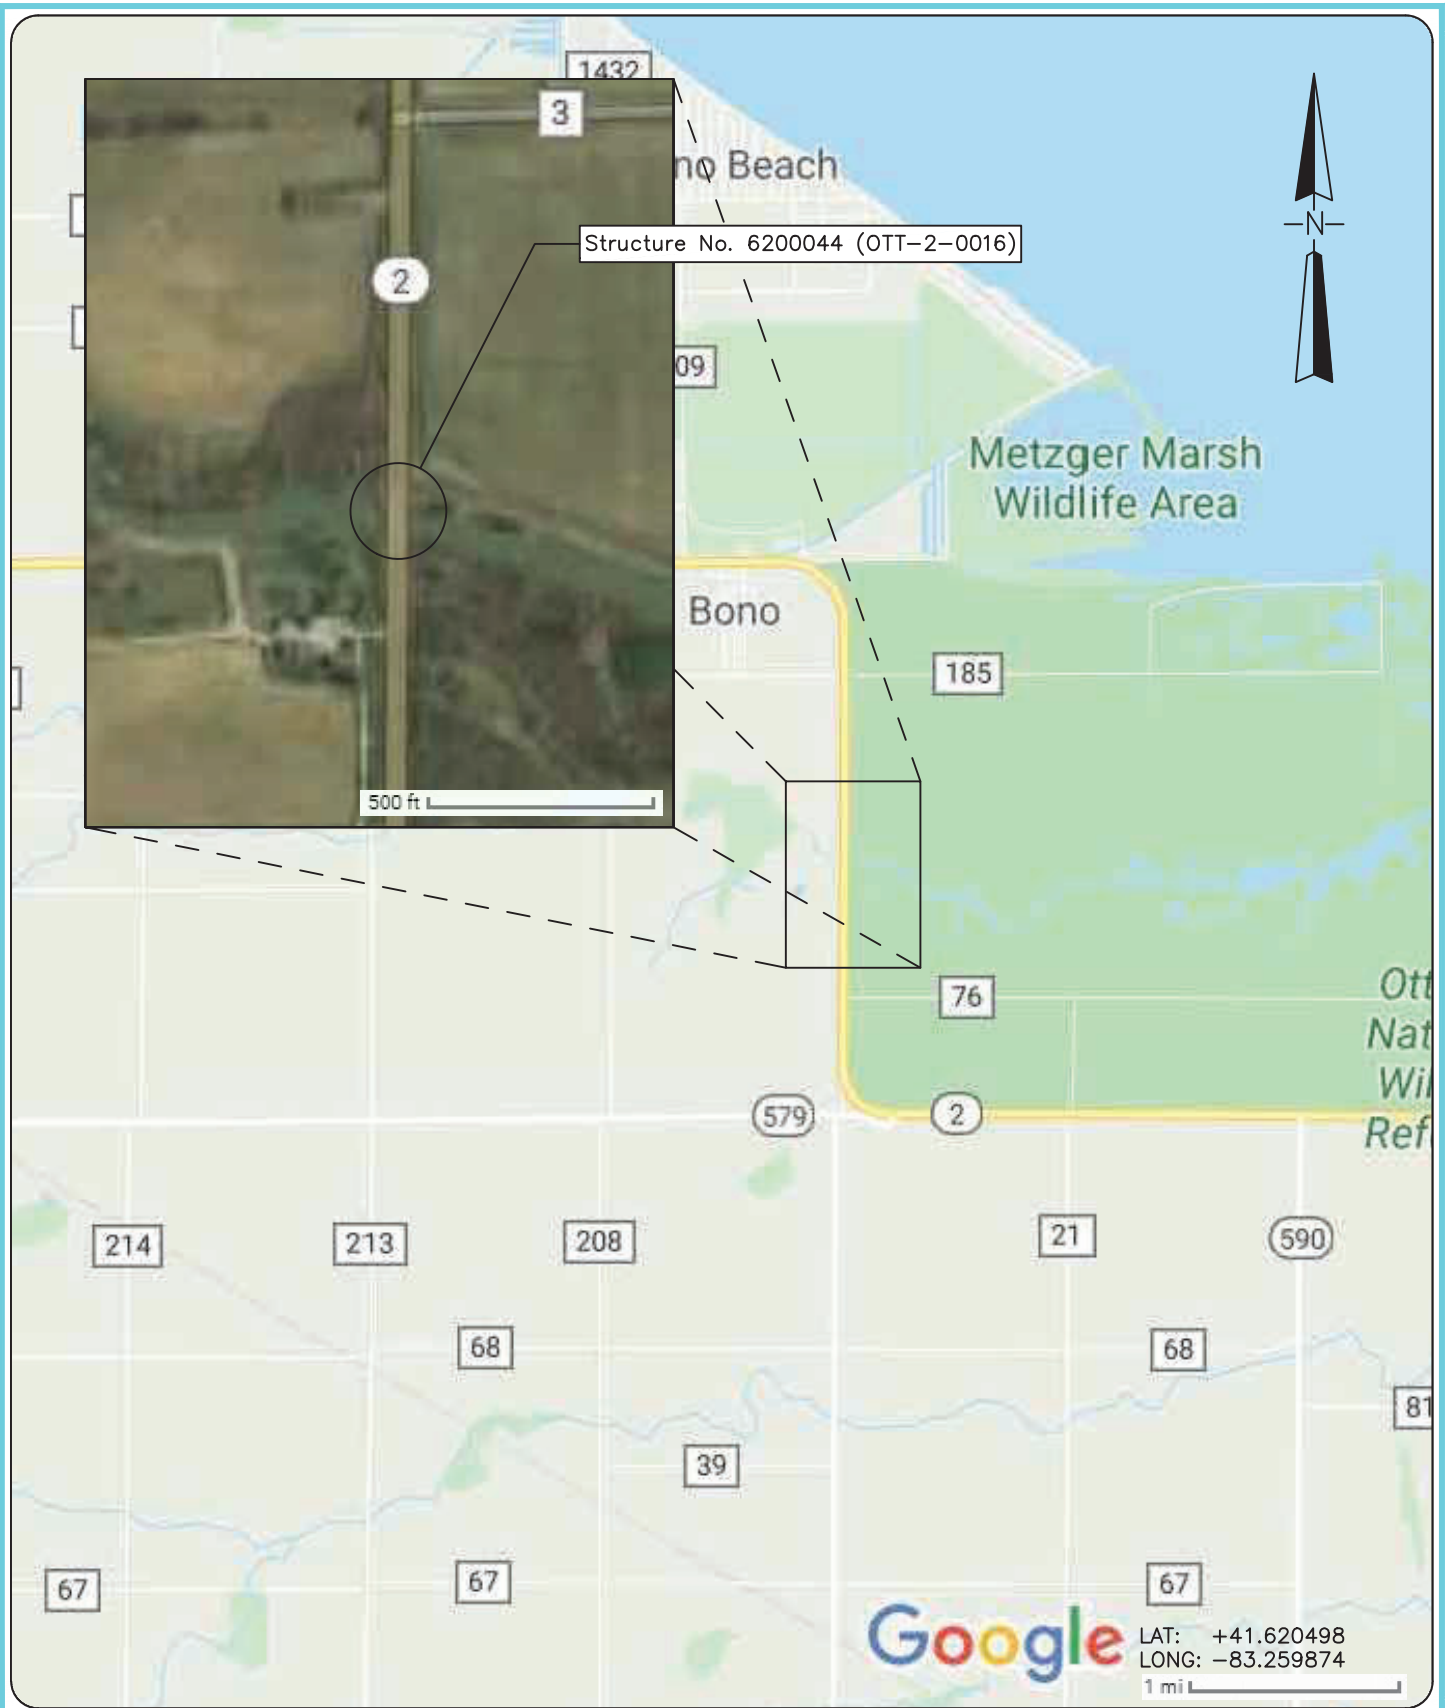 1432
3
no Beach
Structure No. 6200044 (OTT-2-0016)
N
2
09
Metzger Marsh
Wildlife Area
Bono
185
500 ft
76
Ott
Nat
Wil
Ref
579
2
214
213
208
21
590
68
68
81
39
67
67
67
Google
LAT: +41.620498
LONG: -83.259874
1 mi